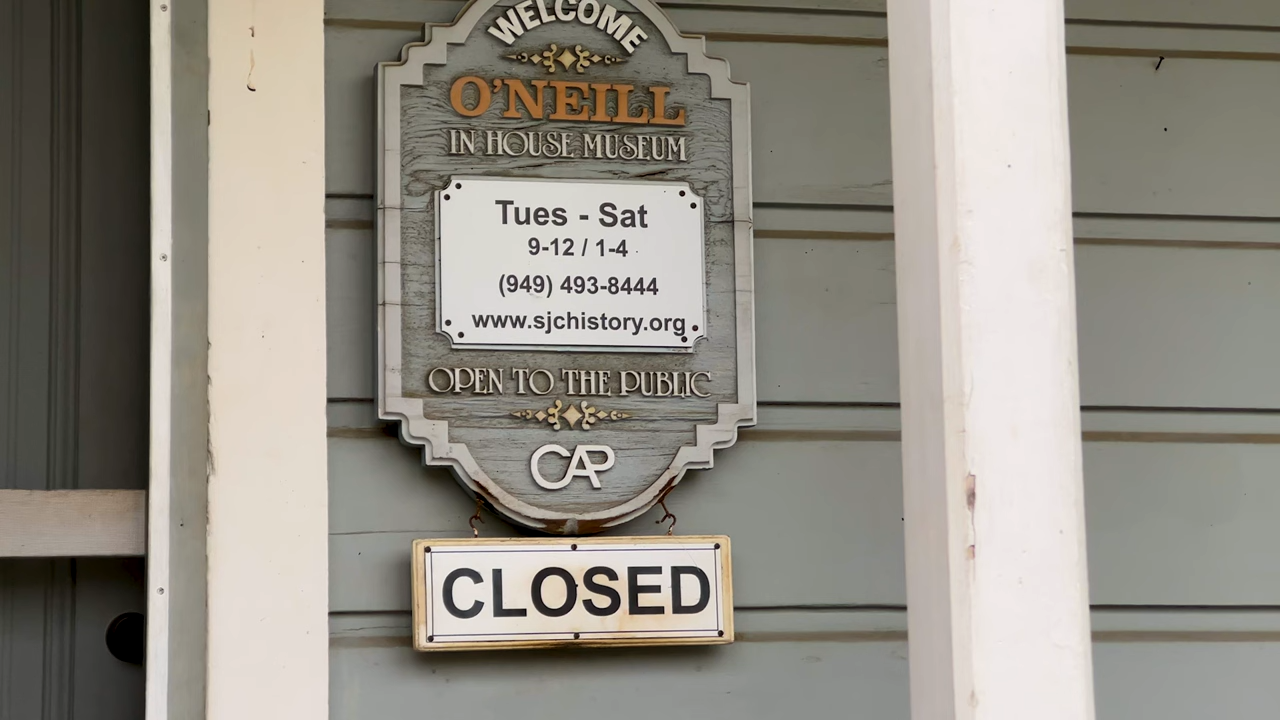 WELCOME
O'NEILL
IN HOUSE MUSEUM
Tues - Sat
9-12 / 1-4
(949) 493-8444
www.sjchistory.org
OPEN TO THE PUBLIC
CAP
CLOSED